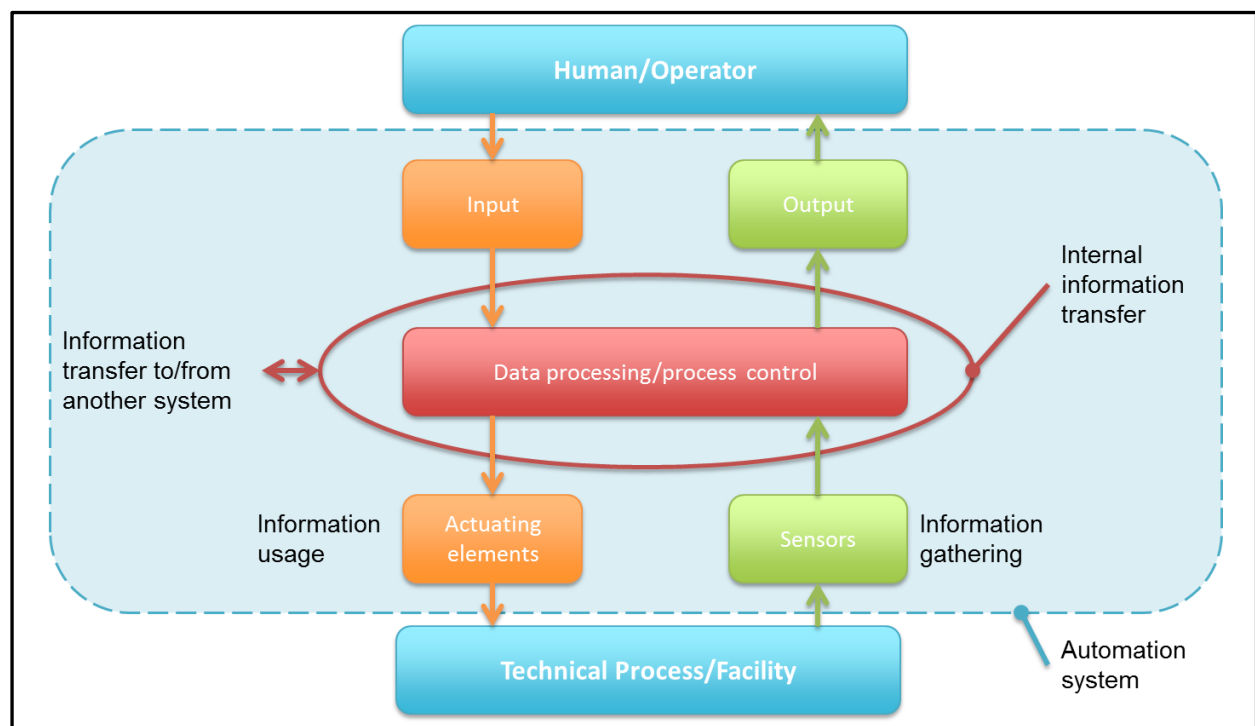 Human/Operator
Input
Output
Internal
information
transfer
Information
transfer to/from
another system
Data processing/process control
Information
usage
Actuating
elements
Sensors
Information
gathering
Technical Process/Facility
Automation
system